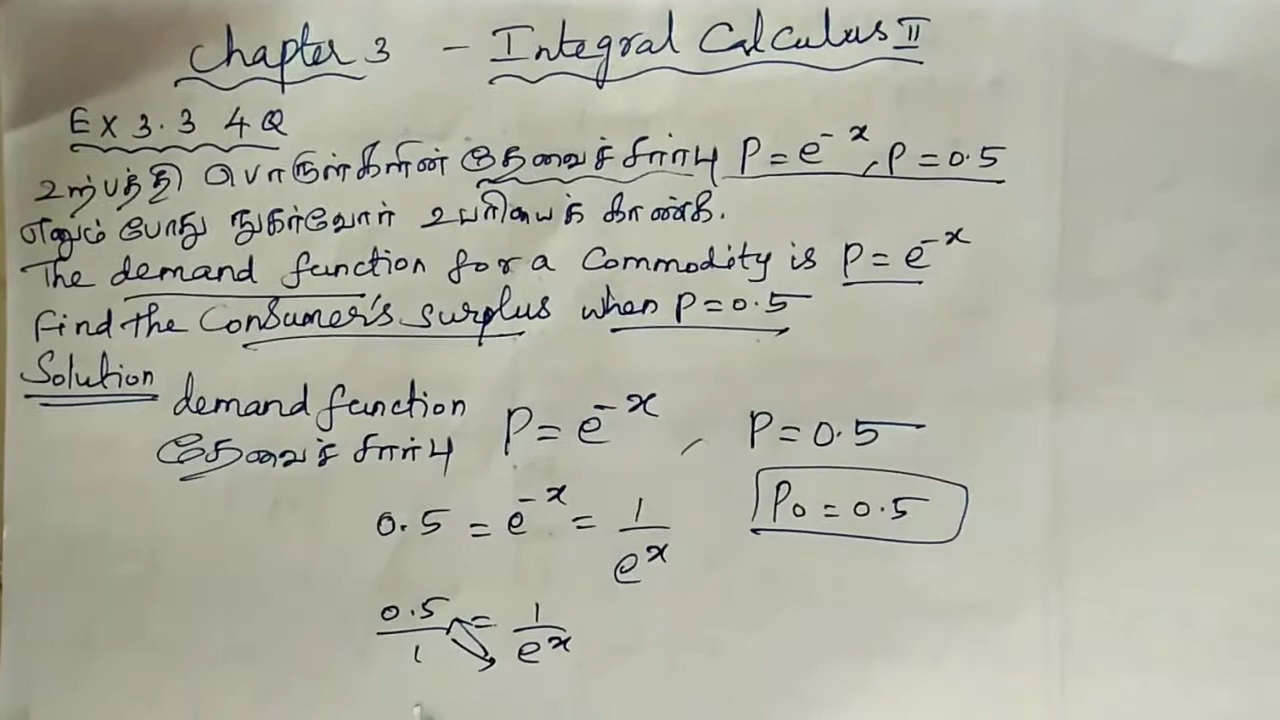 Chapter 3 - Integral Calculus II
Ex 3.3 4Q
உற்பத்தி பொருள்களின் தேவைச் சார்பு P = e^-x, P = 0.5
எனும் போது நுகர்வோர் உபரியைக் காண்க.
The demand function for a Commodity is P = e^-x
Find the Consumer's surplus when P = 0.5
Solution
demand function
தேவைச் சார்பு P = e^-x, P = 0.5
0.5 = e^-x = 1/e^x P0 = 0.5
0.5/1 = 1/e^x